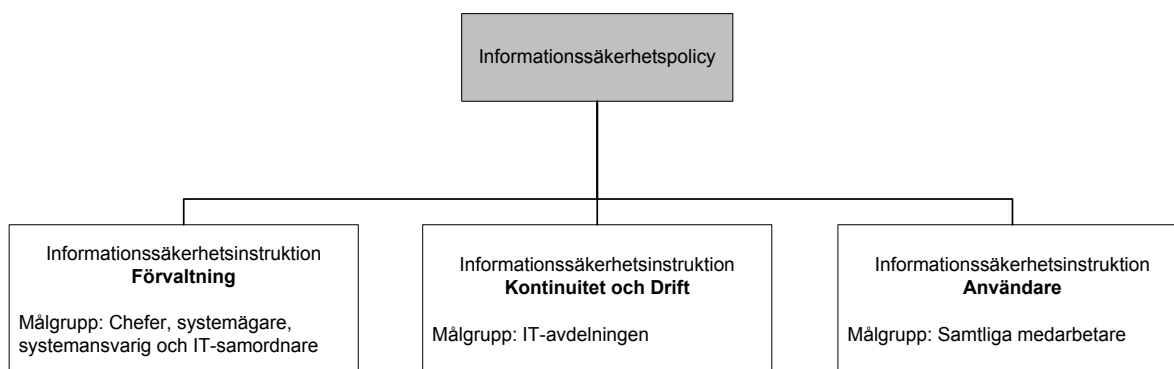 Informationssäkerhetspolicy
Informationssäkerhetsinstruktion
Förvaltning
Målgrupp: Chefer, systemägare,
systemansvarig och IT-samordnare
Informationssäkerhetsinstruktion
Kontinuitet och Drift
Målgrupp: IT-avdelningen
Informationssäkerhetsinstruktion
Användare
Målgrupp: Samtliga medarbetare